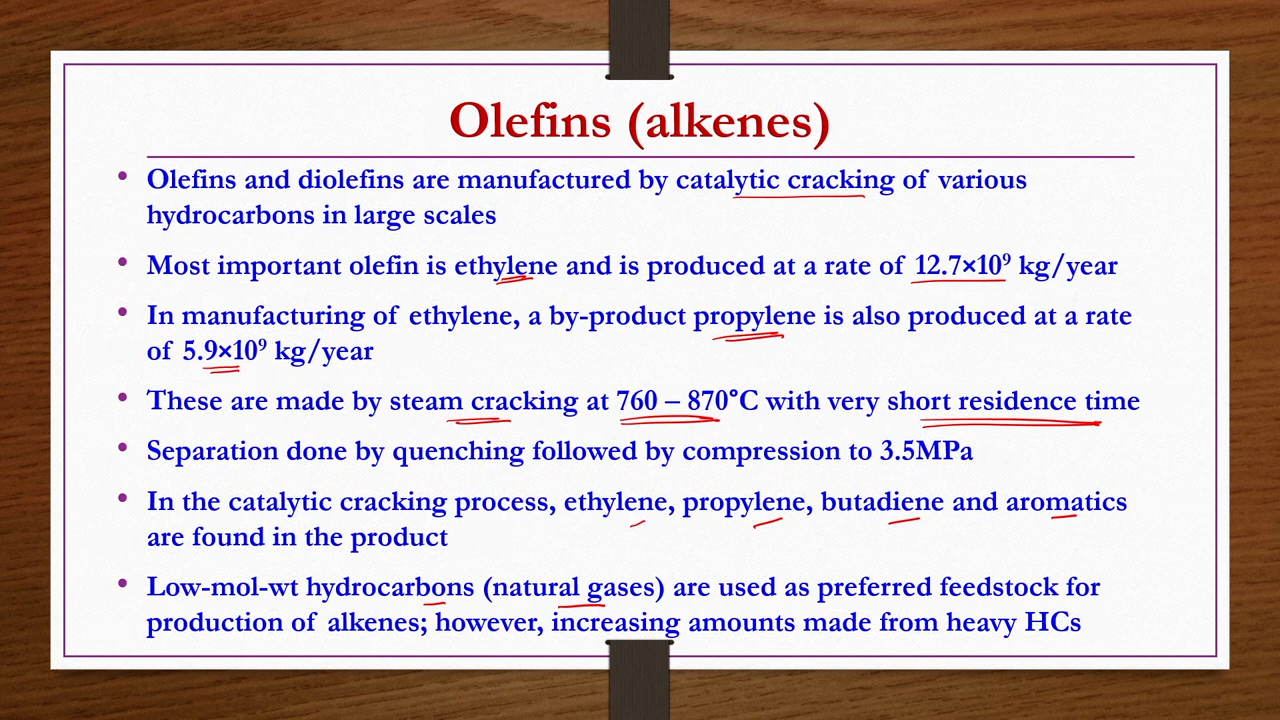 Olefins (alkenes)
• Olefins and diolefins are manufactured by catalytic cracking of various
hydrocarbons in large scales
• Most important olefin is ethylene and is produced at a rate of 12.7×10⁹ kg/year
• In manufacturing of ethylene, a by-product propylene is also produced at a rate
of 5.9×10⁹ kg/year
• These are made by steam cracking at 760 – 870°C with very short residence time
• Separation done by quenching followed by compression to 3.5MPa
• In the catalytic cracking process, ethylene, propylene, butadiene and aromatics
are found in the product
• Low-mol-wt hydrocarbons (natural gases) are used as preferred feedstock for
production of alkenes; however, increasing amounts made from heavy HCs